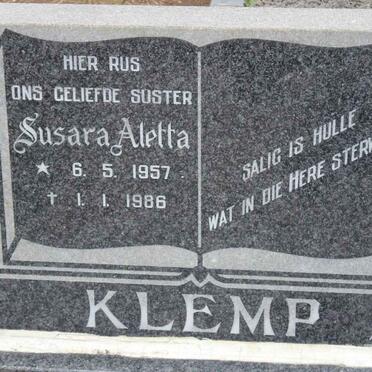 HIER RUS
ONS GELIEFDE SUSTER
Susara Aletta
★ 6. 5. 1957.
† 1. 1. 1986
SALIG IS HULLE
WAT IN DIE HERE STERW
KLEMP